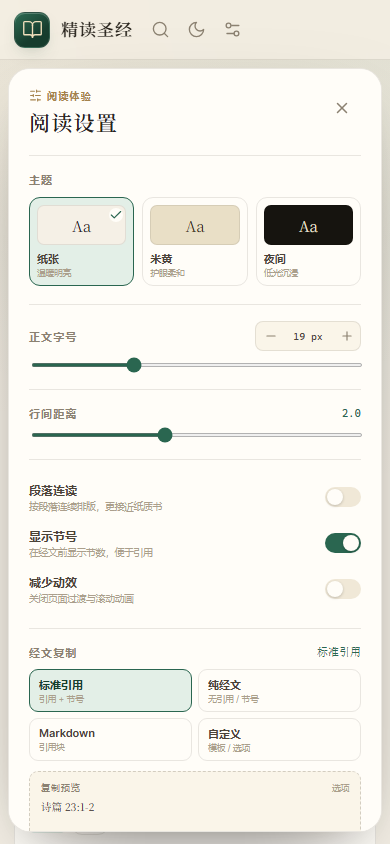 精读圣经
阅读体验
阅读设置
主题
Aa
纸张
温暖明亮
Aa
米黄
护眼柔和
Aa
夜间
低光沉浸
正文字号
− 19 px +
行间距离 2.0
段落连读
按段落连续排版，更接近纸质书
显示节号
在经文前显示节数，便于引用
减少动效
关闭页面过渡与滚动动画
经文复制 标准引用
标准引用
引用 + 节号
纯经文
无引用 / 节号
Markdown
引用块
自定义
模板 / 选项
复制预览 选项
诗篇 23:1-2